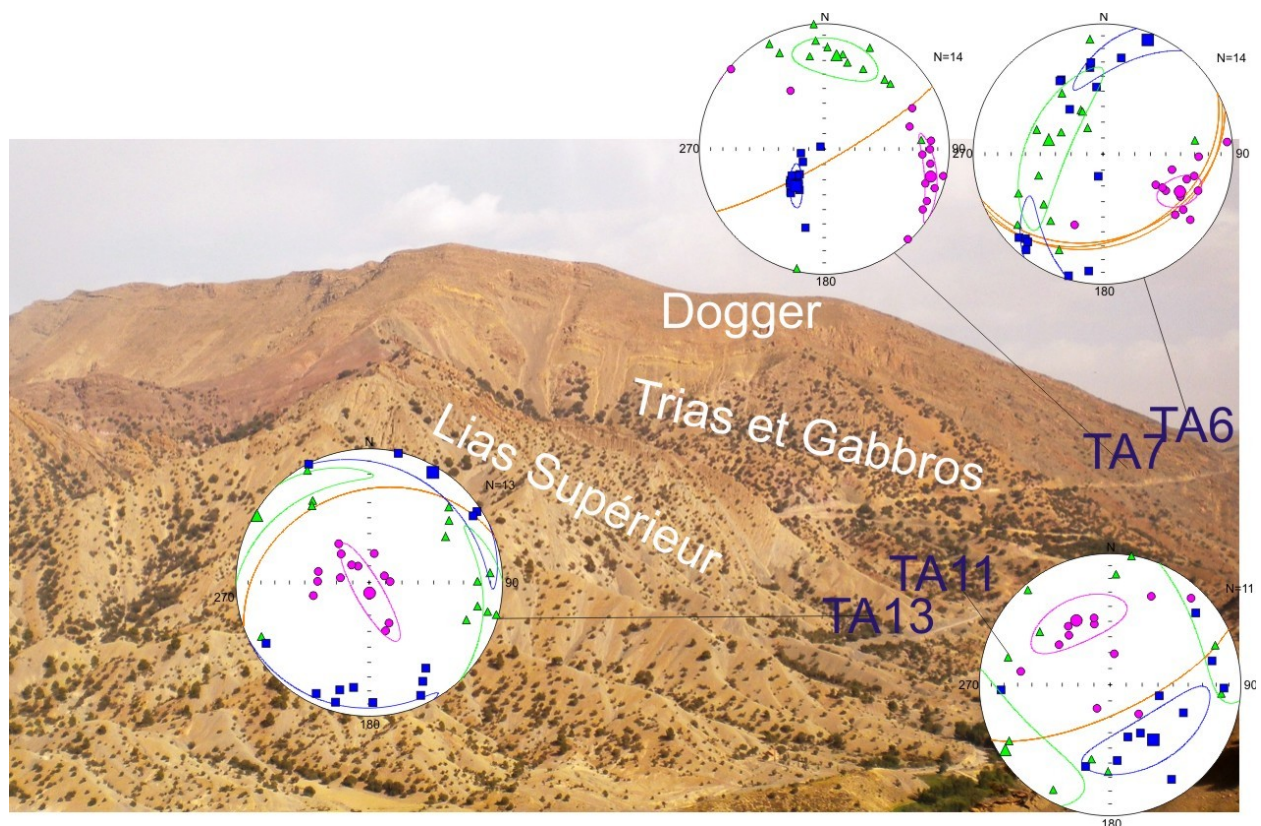 N
N=14
270
90
180
N
N=14
270
90
180
Dogger
Trias et Gabbros
TA6
TA7
Lias Supérieur
N
N=13
270
90
180
TA11
TA13
N
N=11
270
90
180